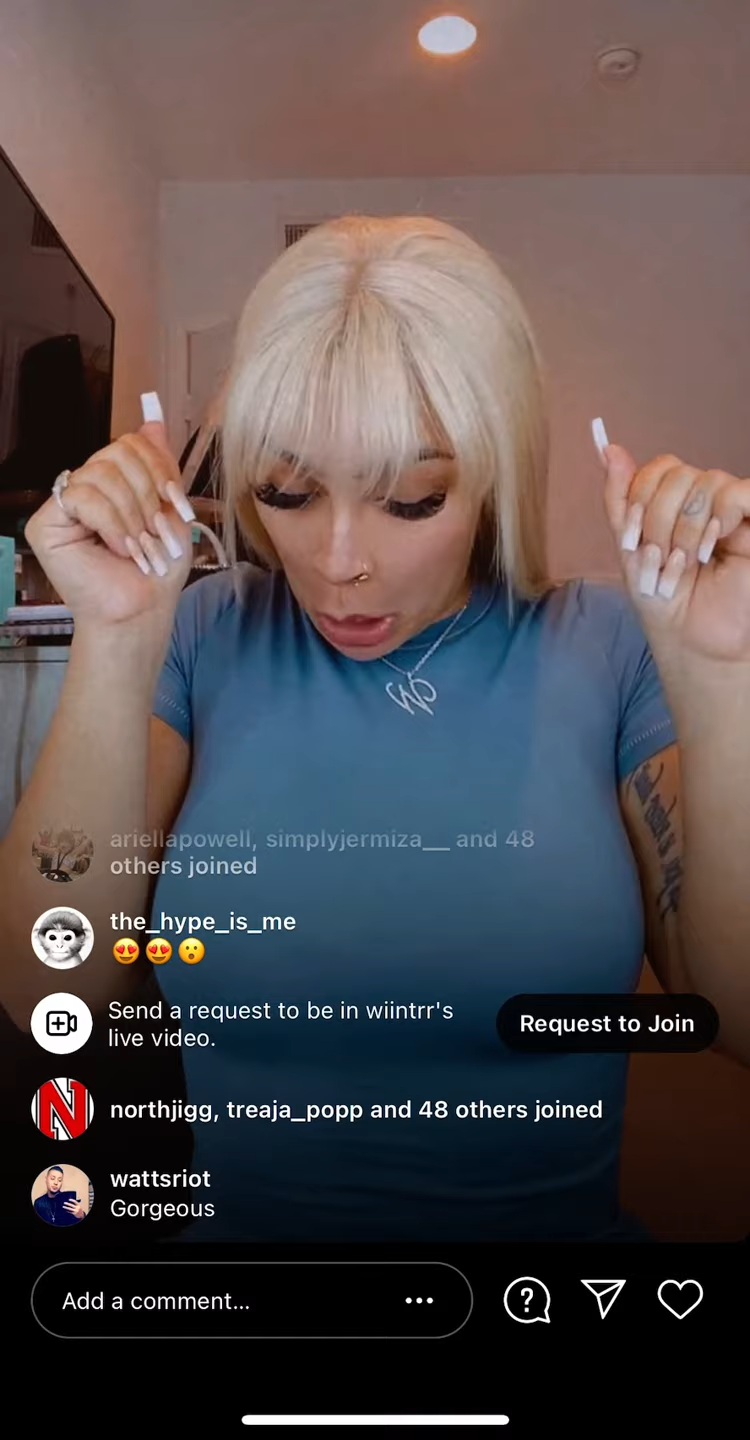 ariellapowell, simplyjermiza__ and 48
others joined
the_hype_is_me
😍😍😮
Send a request to be in wiintrr's
live video.
Request to Join
N
northjigg, treaja_popp and 48 others joined
wattsriot
Gorgeous
Add a comment...